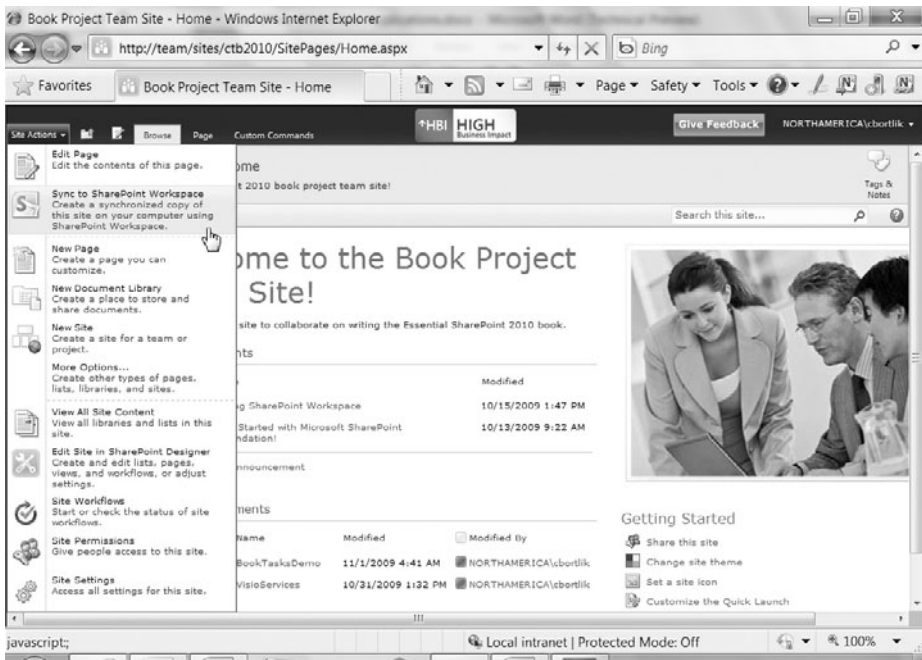 Book Project Team Site - Home - Windows Internet Explorer
http://team/sites/ctb2010/SitePages/Home.aspx
Bing
Favorites
Book Project Team Site - Home
Page
Safety
Tools
Site Actions
Browse
Page
Custom Commands
↑HBI HIGH
Business Impact
Give Feedback
NORTHAMERICA\cbortlik
Edit Page
Edit the contents of this page.
Sync to SharePoint Workspace
Create a synchronized copy of
this site on your computer using
SharePoint Workspace.
New Page
Create a page you can
customize.
New Document Library
Create a place to store and
share documents.
New Site
Create a site for a team or
project.
More Options...
Create other types of pages,
lists, libraries, and sites.
View All Site Content
View all libraries and lists in this
site.
Edit Site in SharePoint Designer
Create and edit lists, pages,
views, and workflows, or adjust
settings.
Site Workflows
Start or check the status of site
workflows.
Site Permissions
Give people access to this site.
Site Settings
Access all settings for this site.
ome
t 2010 book project team site!
Tags &
Notes
Search this site...
ome to the Book Project
Site!
site to collaborate on writing the Essential SharePoint 2010 book.
nts
Modified
g SharePoint Workspace 10/15/2009 1:47 PM
Started with Microsoft SharePoint 10/13/2009 9:22 AM
ndation!
nnouncement
ments
Name Modified Modified By
BookTasksDemo 11/1/2009 4:41 AM NORTHAMERICA\cbortlik
VisioServices 10/31/2009 1:32 PM NORTHAMERICA\cbortlik
Getting Started
Share this site
Change site theme
Set a site icon
Customize the Quick Launch
javascript:;
Local intranet | Protected Mode: Off
100%